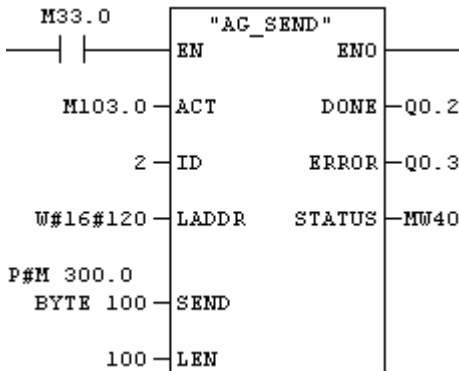 M33.0
"AG_SEND"
EN ENO
M103.0 ACT DONE Q0.2
2 ID ERROR Q0.3
W#16#120 LADDR STATUS MW40
P#M 300.0
BYTE 100 SEND
100 LEN